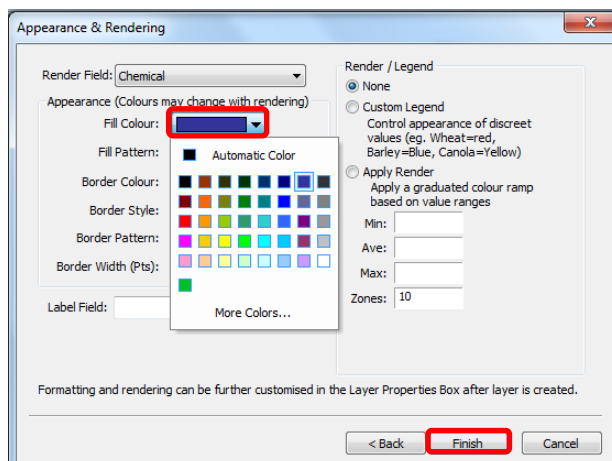 Appearance & Rendering
Render Field: Chemical
Appearance (Colours may change with rendering)
Fill Colour:
Fill Pattern:
Automatic Color
Border Colour:
Border Style:
Border Pattern:
Border Width (Pts):
Label Field:
More Colors...
Render / Legend
None
Custom Legend
Control appearance of discreet
values (eg. Wheat=red,
Barley=Blue, Canola=Yellow)
Apply Render
Apply a graduated colour ramp
based on value ranges
Min:
Ave:
Max:
Zones: 10
Formatting and rendering can be further customised in the Layer Properties Box after layer is created.
< Back Finish Cancel